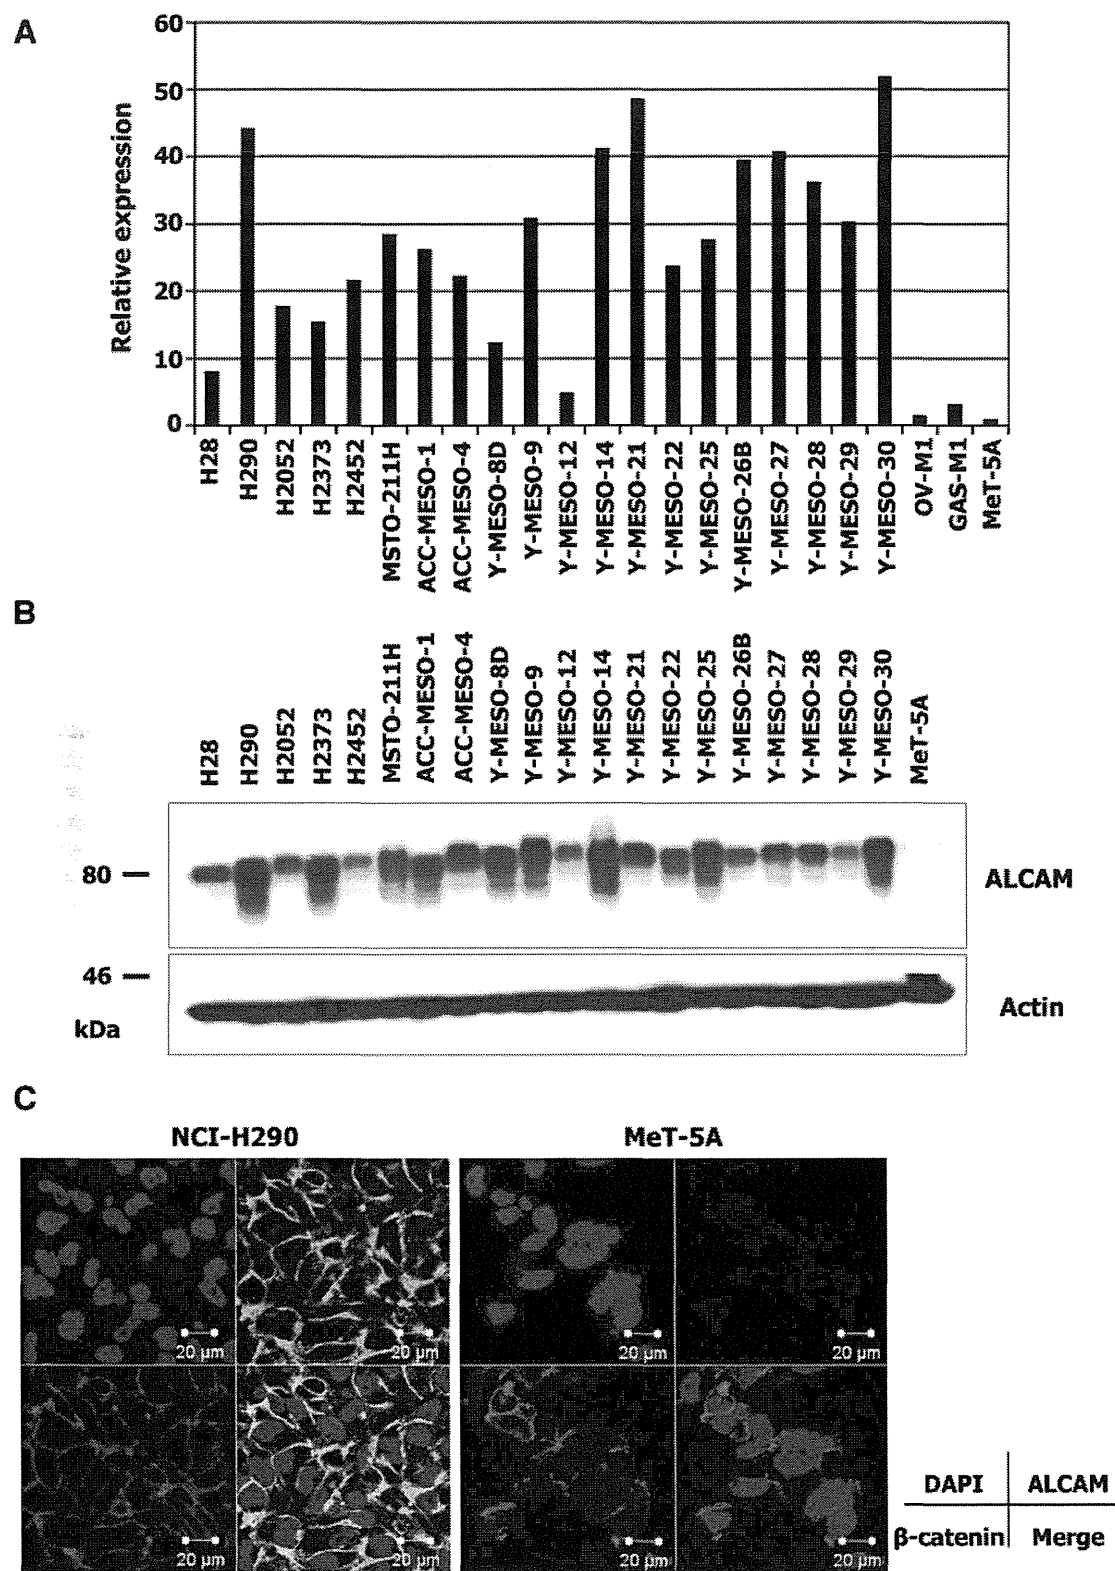 A
Relative expression
60
50
40
30
20
10
0
H28
H290
H2052
H2373
H2452
MSTO-211H
ACC-MESO-1
ACC-MESO-4
Y-MESO-8D
Y-MESO-9
Y-MESO-12
Y-MESO-14
Y-MESO-21
Y-MESO-22
Y-MESO-25
Y-MESO-26B
Y-MESO-27
Y-MESO-28
Y-MESO-29
Y-MESO-30
OV-M1
GAS-M1
MeT-5A
B
H28
H290
H2052
H2373
H2452
MSTO-211H
ACC-MESO-1
ACC-MESO-4
Y-MESO-8D
Y-MESO-9
Y-MESO-12
Y-MESO-14
Y-MESO-21
Y-MESO-22
Y-MESO-25
Y-MESO-26B
Y-MESO-27
Y-MESO-28
Y-MESO-29
Y-MESO-30
MeT-5A
80
ALCAM
46
kDa
Actin
C
NCI-H290
MeT-5A
20 µm
20 µm
20 µm
20 µm
20 µm
20 µm
20 µm
20 µm
DAPI ALCAM
β-catenin Merge